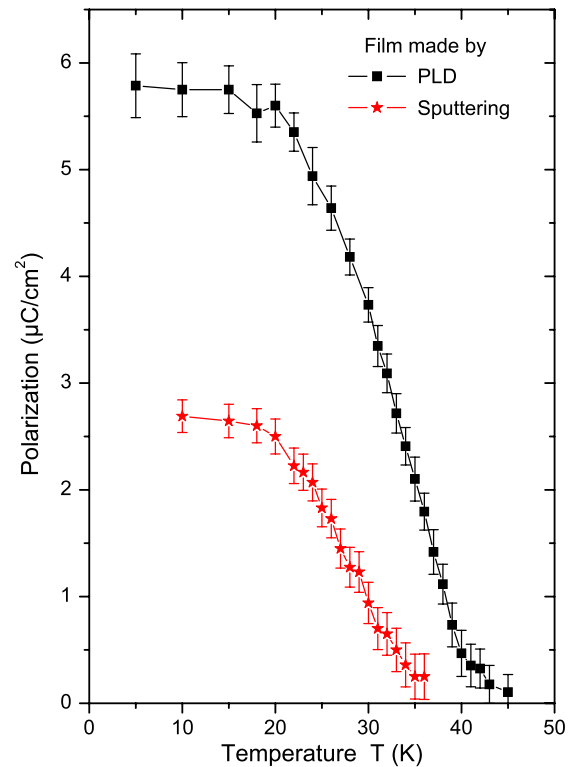 Film made by
PLD
Sputtering
6
5
4
3
2
1
0
Polarization (µC/cm²)
0 10 20 30 40 50
Temperature T (K)